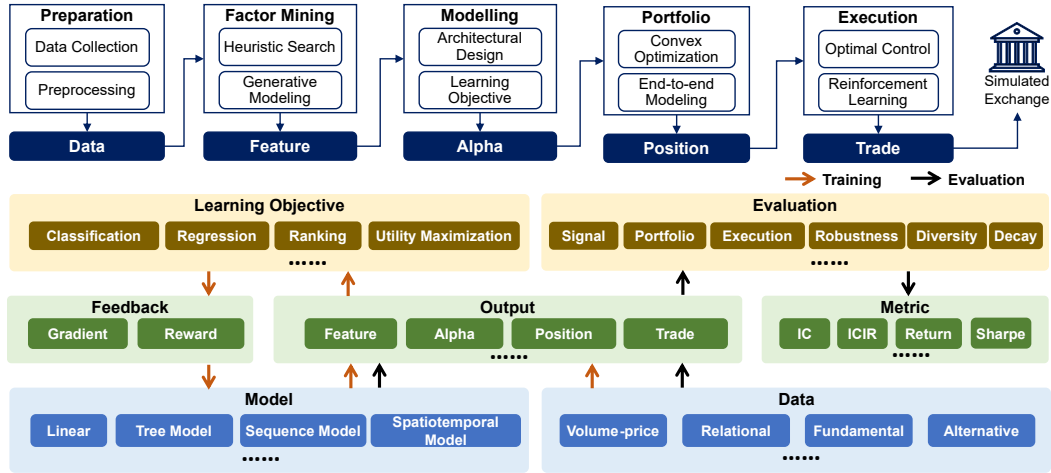 Preparation
Data Collection
Preprocessing
Data
Factor Mining
Heuristic Search
Generative
Modeling
Feature
Modelling
Architectural
Design
Learning
Objective
Alpha
Portfolio
Convex
Optimization
End-to-end
Modeling
Position
Execution
Optimal Control
Reinforcement
Learning
Trade
Simulated
Exchange
Training
Evaluation
Learning Objective
Classification
Regression
Ranking
Utility Maximization
......
Evaluation
Signal
Portfolio
Execution
Robustness
Diversity
Decay
......
Feedback
Gradient
Reward
Output
Feature
Alpha
Position
Trade
......
Metric
IC
ICIR
Return
Sharpe
......
Model
Linear
Tree Model
Sequence Model
Spatiotemporal
Model
......
Data
Volume-price
Relational
Fundamental
Alternative
......